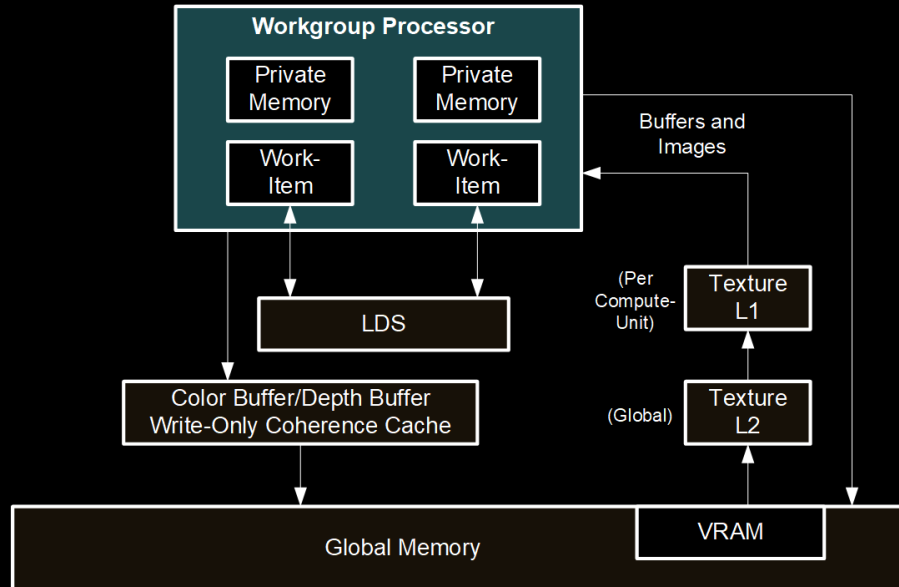 Workgroup Processor
Private
Memory
Private
Memory
Work-
Item
Work-
Item
Buffers and
Images
LDS
(Per
Compute-
Unit)
Texture
L1
Color Buffer/Depth Buffer
Write-Only Coherence Cache
(Global)
Texture
L2
Global Memory
VRAM